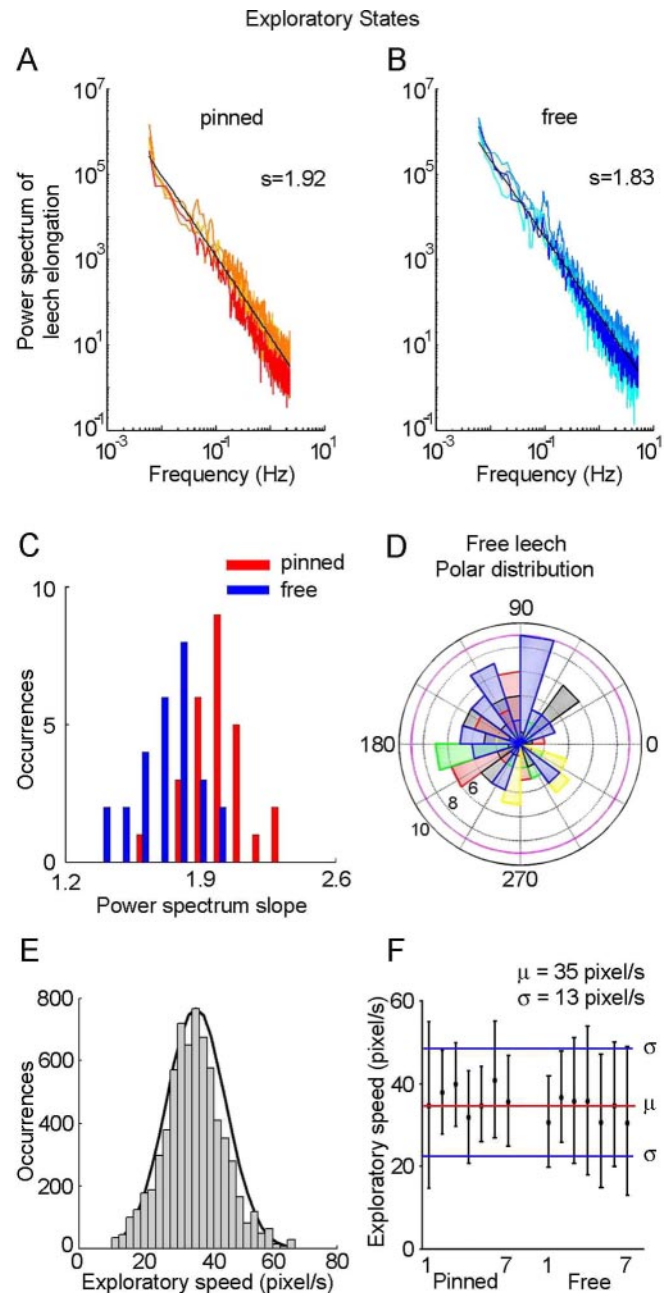 Exploratory States
A
B
10^7
10^5
10^3
10^1
10^-1
Power spectrum of
leech elongation
pinned
s=1.92
10^-3
10^-1
10^1
Frequency (Hz)
10^7
10^5
10^3
10^1
10^-1
free
s=1.83
10^-3
10^-1
10^1
Frequency (Hz)
C
pinned
free
10
5
0
Occurrences
1.2
1.9
2.6
Power spectrum slope
D
Free leech
Polar distribution
90
180
0
6
8
10
270
E
800
600
400
200
0
Occurrences
0
20
40
60
80
Exploratory speed (pixel/s)
F
μ = 35 pixel/s
σ = 13 pixel/s
60
40
20
0
Exploratory speed (pixel/s)
σ
μ
σ
1
7
1
7
Pinned
Free